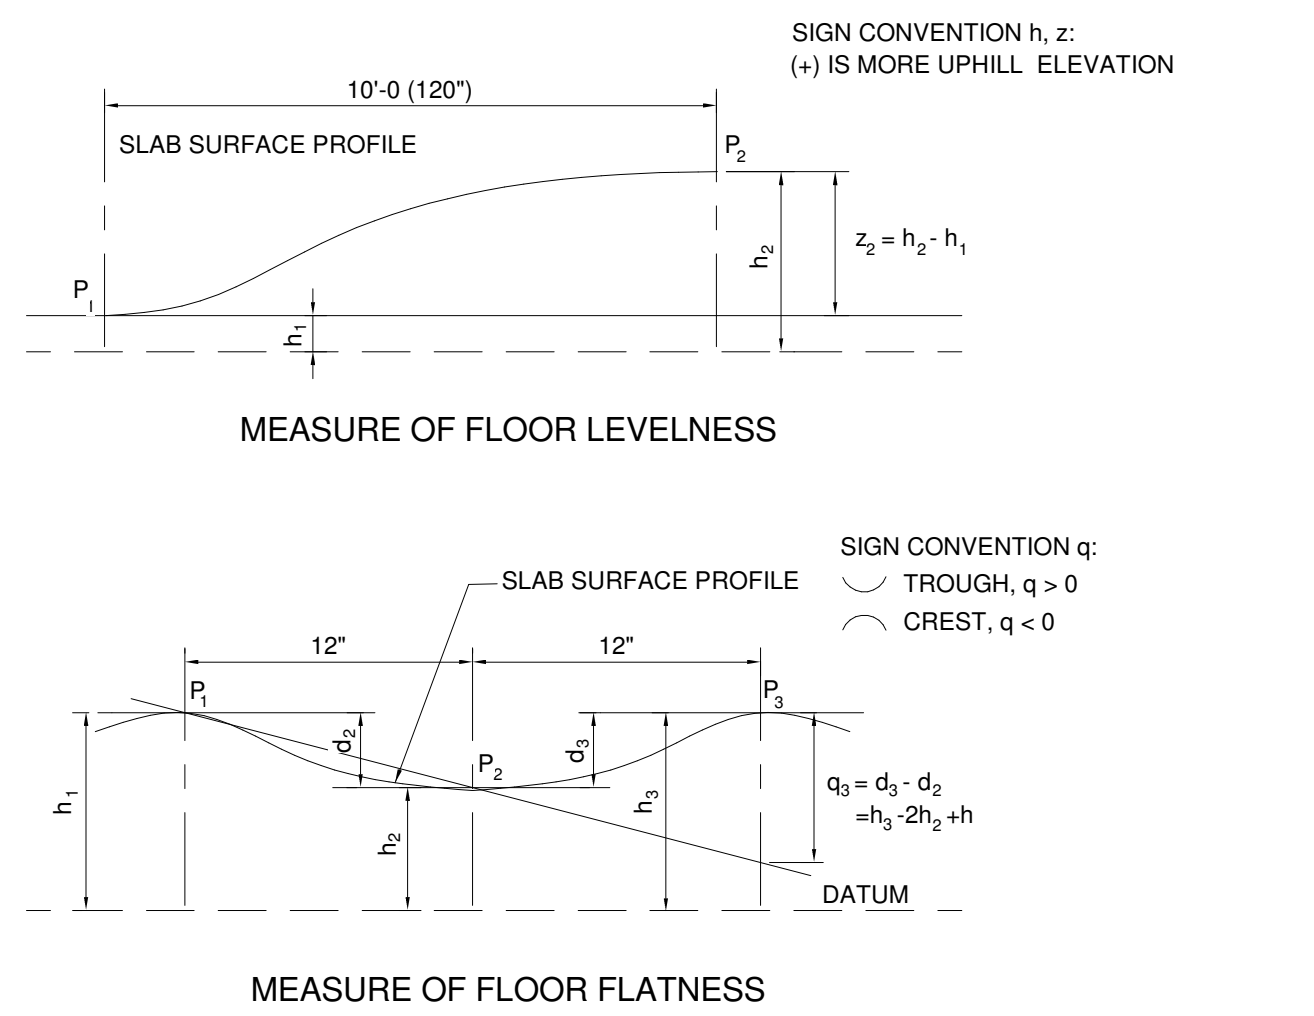 SIGN CONVENTION h, z:
(+) IS MORE UPHILL ELEVATION
10'-0 (120")
SLAB SURFACE PROFILE
P2
h2
z2 = h2 - h1
P1
h1
MEASURE OF FLOOR LEVELNESS
SIGN CONVENTION q:
TROUGH, q > 0
CREST, q < 0
SLAB SURFACE PROFILE
12"
12"
P1
P3
d2
d3
P2
h1
h2
h3
q3 = d3 - d2
=h3 -2h2 +h
DATUM
MEASURE OF FLOOR FLATNESS